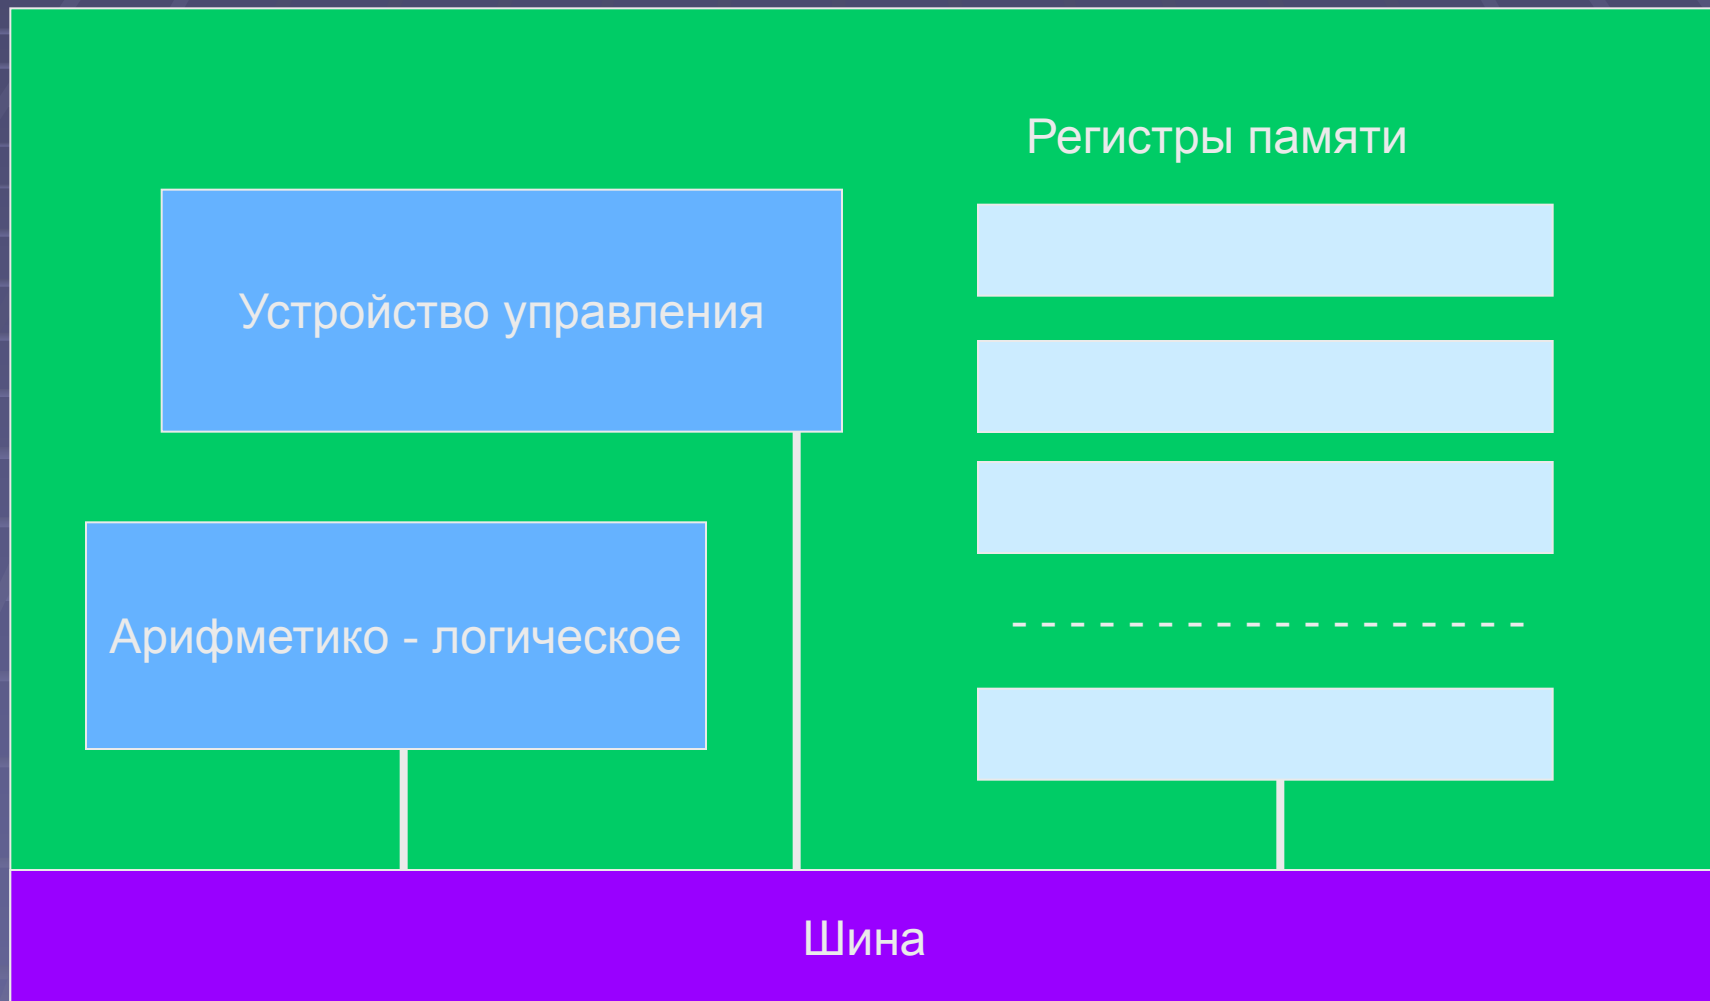 Регистры памяти
Устройство управления
Арифметико - логическое
Шина